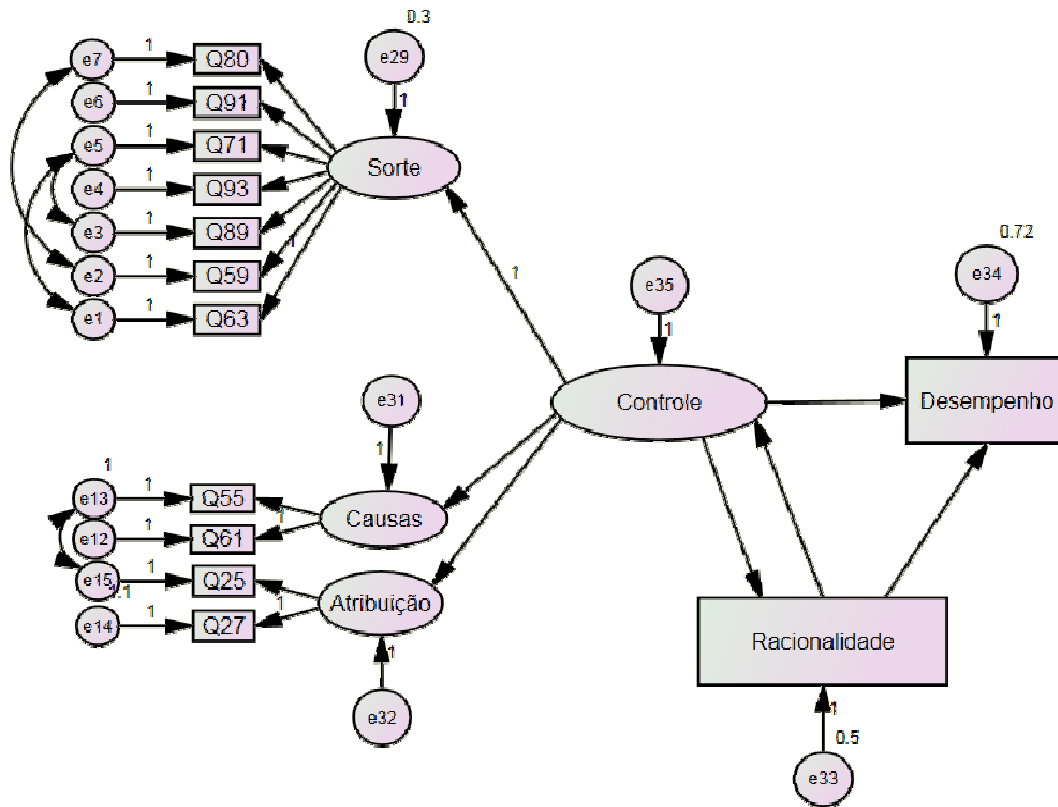 0.3
e29
1
e7
1
Q80
e6
1
Q91
e5
1
Q71
e4
1
Q93
e3
1
Q89
e2
1
Q59
e1
1
Q63
1
Sorte
1
e35
1
Controle
0.72
e34
1
Desempenho
e31
1
1
e13
1
Q55
e12
1
Q61
1
Causas
e15
1.1
1
Q25
e14
1
Q27
1
Atribuição
1
e32
Racionalidade
1
0.5
e33